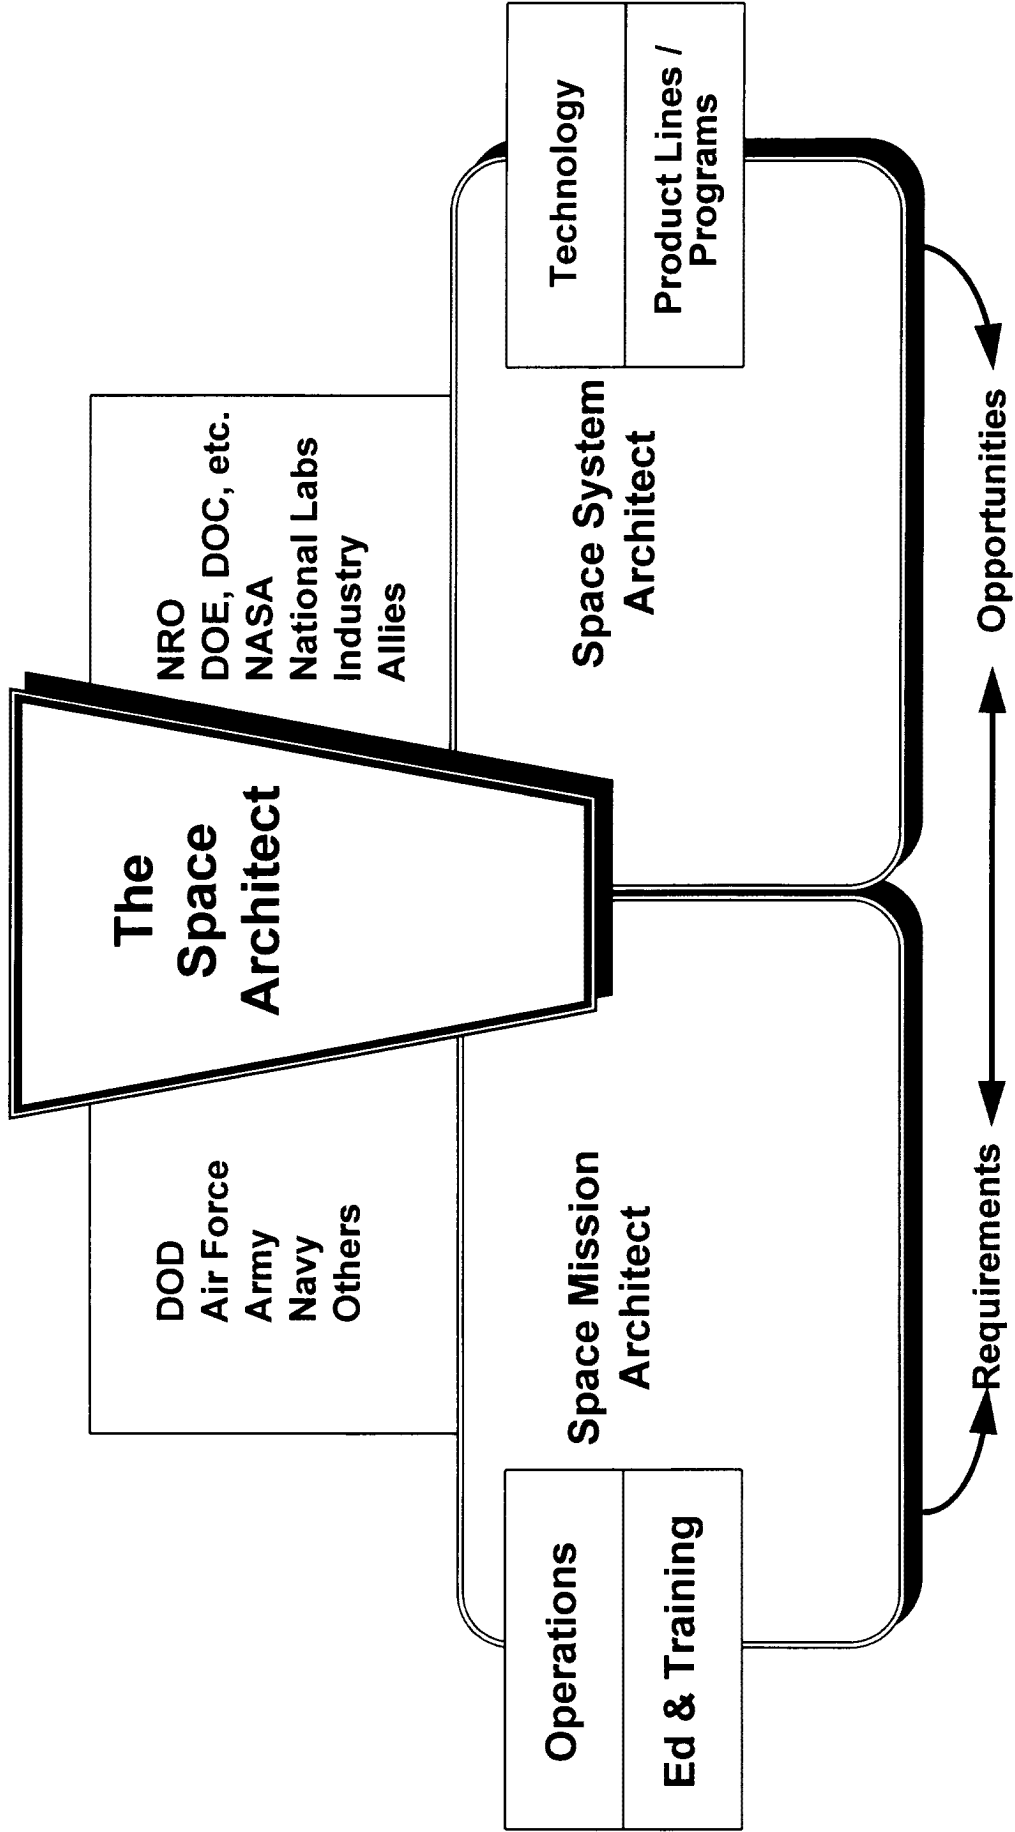 The
Space
Architect
DOD
Air Force
Army
Navy
Others
NRO
DOE, DOC, etc.
NASA
National Labs
Industry
Allies
Operations
Ed & Training
Space Mission
Architect
Space System
Architect
Technology
Product Lines /
Programs
Requirements
Opportunities